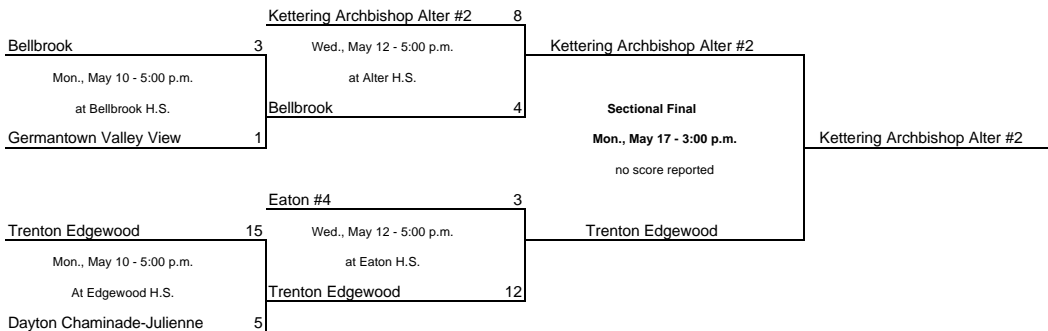 Kettering Archbishop Alter #2 8
Bellbrook 3
Wed., May 12 - 5:00 p.m.
Kettering Archbishop Alter #2
Mon., May 10 - 5:00 p.m.
at Alter H.S.
at Bellbrook H.S.
Bellbrook 4
Sectional Final
Germantown Valley View 1
Mon., May 17 - 3:00 p.m.
Kettering Archbishop Alter #2
no score reported
Eaton #4 3
Trenton Edgewood 15
Wed., May 12 - 5:00 p.m.
Trenton Edgewood
Mon., May 10 - 5:00 p.m.
at Eaton H.S.
At Edgewood H.S.
Trenton Edgewood 12
Dayton Chaminade-Julienne 5